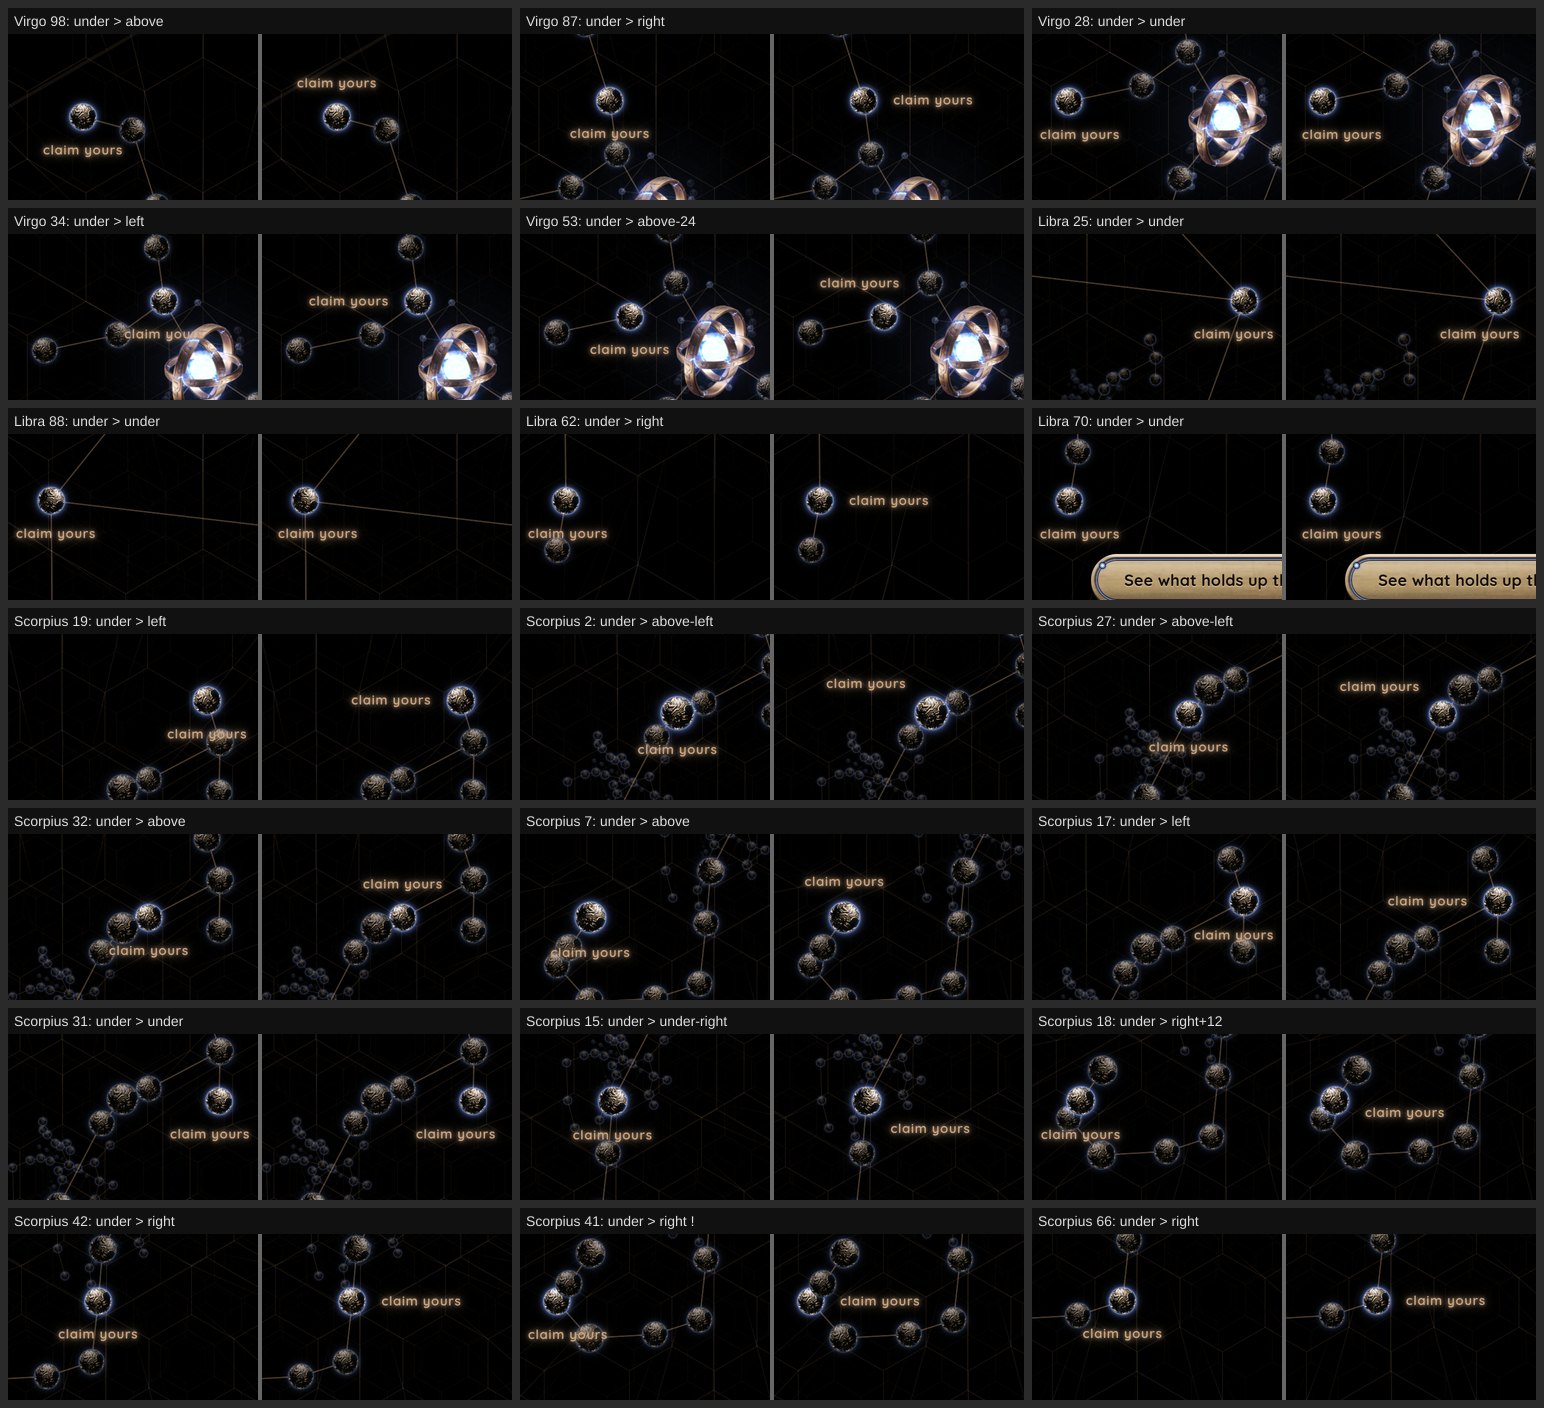 Virgo 98: under > above
claim yours
claim yours
Virgo 87: under > right
claim yours
claim yours
Virgo 28: under > under
claim yours
claim yours
Virgo 34: under > left
claim you
claim yours
Virgo 53: under > above-24
claim yours
claim yours
Libra 25: under > under
claim yours
claim yours
Libra 88: under > under
claim yours
claim yours
Libra 62: under > right
claim yours
claim yours
Libra 70: under > under
claim yours
See what holds up th
claim yours
See what holds up t
Scorpius 19: under > left
claim yours
claim yours
Scorpius 2: under > above-left
claim yours
claim yours
Scorpius 27: under > above-left
claim yours
claim yours
Scorpius 32: under > above
claim yours
claim yours
Scorpius 7: under > above
claim yours
claim yours
Scorpius 17: under > left
claim yours
claim yours
Scorpius 31: under > under
claim yours
claim yours
Scorpius 15: under > under-right
claim yours
claim yours
Scorpius 18: under > right+12
claim yours
claim yours
Scorpius 42: under > right
claim yours
claim yours
Scorpius 41: under > right !
claim yours
claim yours
Scorpius 66: under > right
claim yours
claim yours